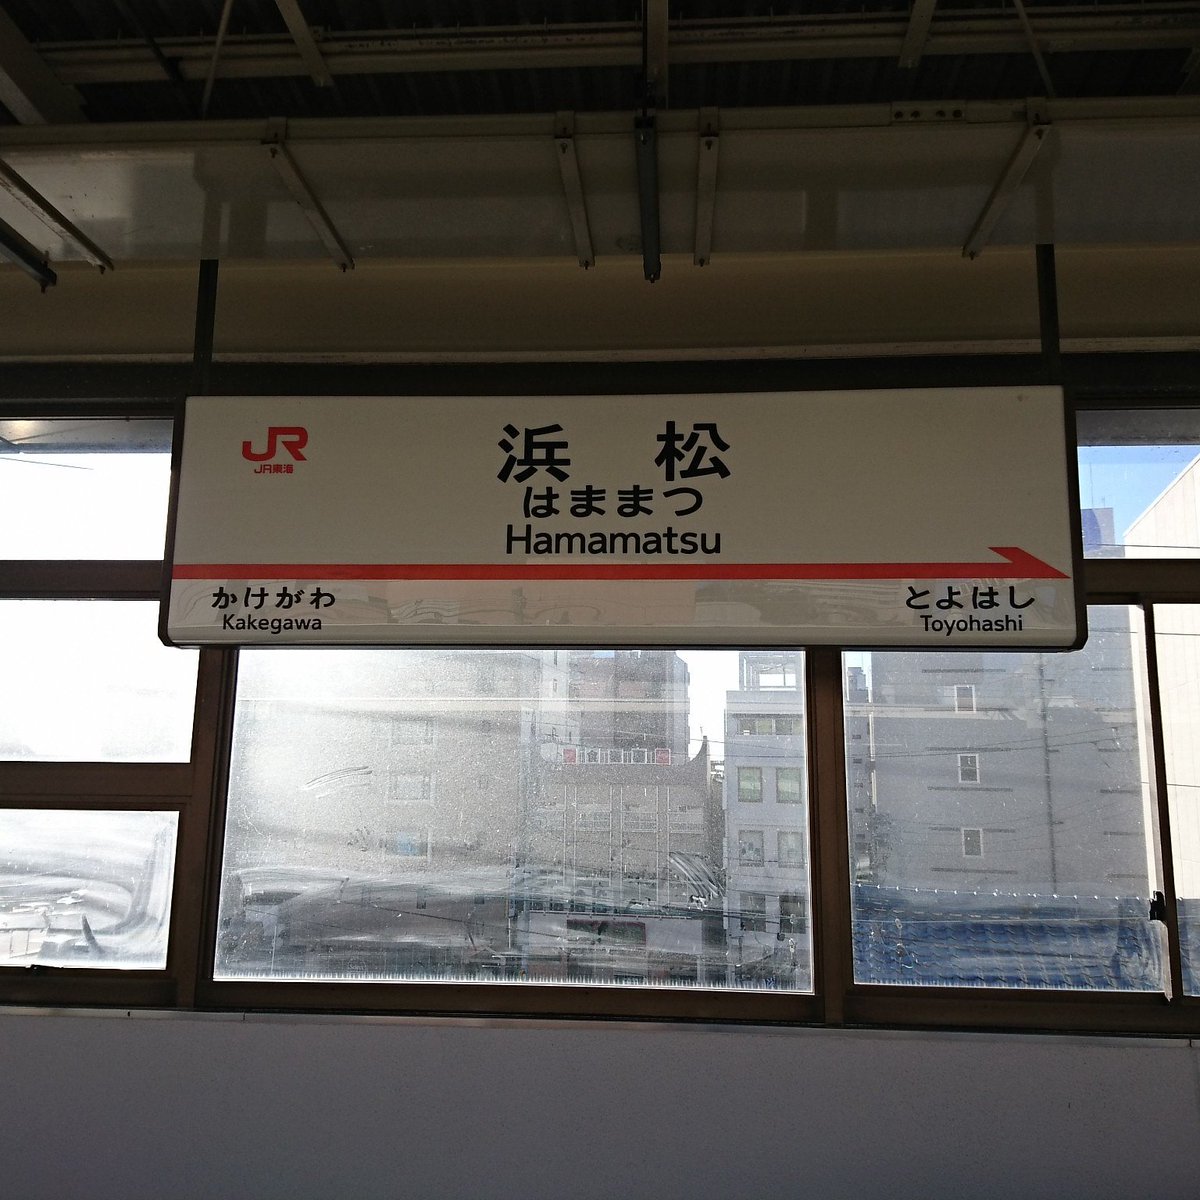 JR
JR東海
浜松
はままつ
Hamamatsu
かけがわ
Kakegawa
とよはし
Toyohashi